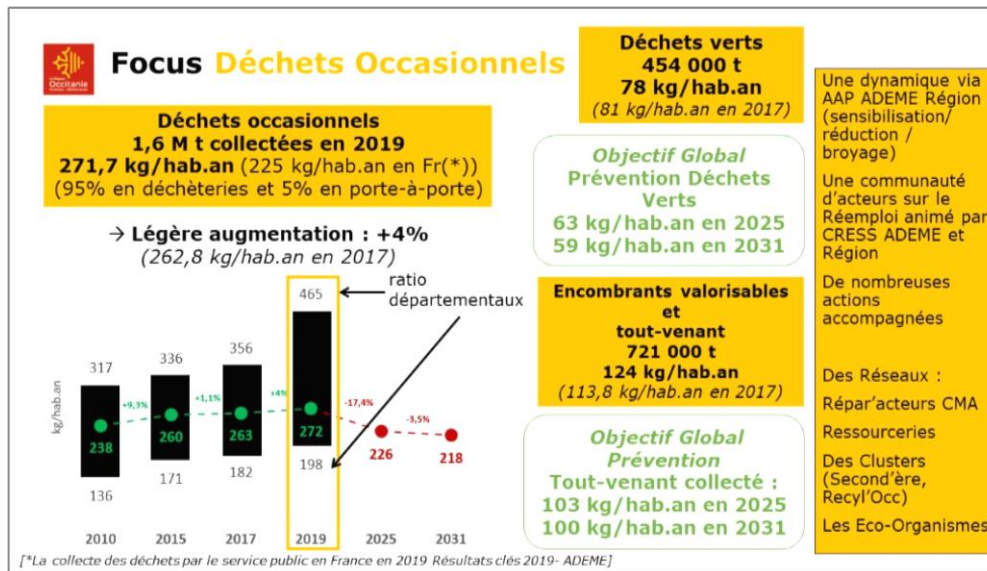 Occitanie
Focus Déchets Occasionnels
Déchets occasionnels
1,6 M t collectées en 2019
271,7 kg/hab.an (225 kg/hab.an en Fr(*))
(95% en déchèteries et 5% en porte-à-porte)
→ Légère augmentation : +4%
(262,8 kg/hab.an en 2017)
ratio
départementaux
kg/hab.an
317
336
356
465
+9,3%
+1,1%
+4%
-17,4%
-3,5%
238
260
263
272
226
218
136
171
182
198
2010
2015
2017
2019
2025
2031
[*La collecte des déchets par le service public en France en 2019 Résultats clés 2019- ADEME]
Déchets verts
454 000 t
78 kg/hab.an
(81 kg/hab.an en 2017)
Objectif Global
Prévention Déchets
Verts
63 kg/hab.an en 2025
59 kg/hab.an en 2031
Encombrants valorisables
et
tout-venant
721 000 t
124 kg/hab.an
(113,8 kg/hab.an en 2017)
Objectif Global
Prévention
Tout-venant collecté :
103 kg/hab.an en 2025
100 kg/hab.an en 2031
Une dynamique via
AAP ADEME Région
(sensibilisation/
réduction /
broyage)
Une communauté
d'acteurs sur le
Réemploi animé par
CRESS ADEME et
Région
De nombreuses
actions
accompagnées
Des Réseaux :
Répar'acteurs CMA
Ressourceries
Des Clusters
(Second'ère,
Recyl'Occ)
Les Eco-Organismes